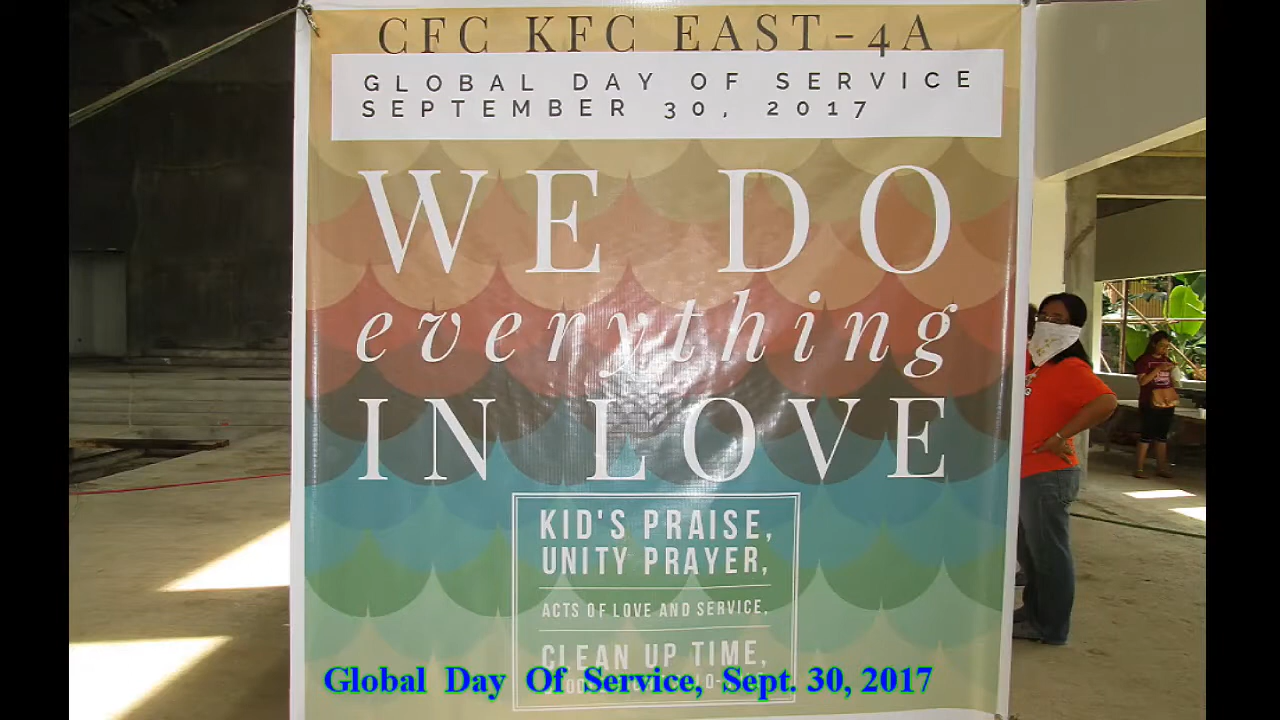 CFC KFC EAST-4A
GLOBAL DAY OF SERVICE
SEPTEMBER 30, 2017
WE DO
everything
IN LOVE
KID'S PRAISE,
UNITY PRAYER,
ACTS OF LOVE AND SERVICE,
CLEAN UP TIME,
Global Day Of Service, Sept. 30, 2017